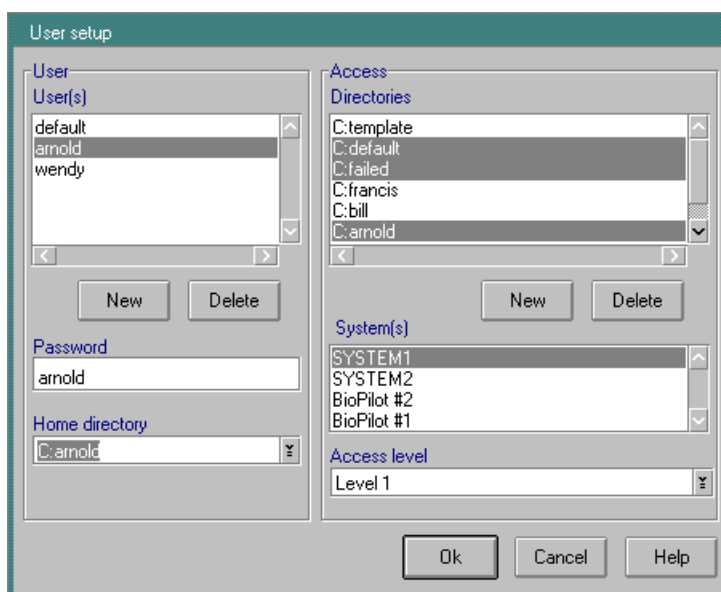 User setup
User
User(s)
default
arnold
wendy
New
Delete
Password
arnold
Home directory
C:arnold
Access
Directories
C:template
C:default
C:failed
C:francis
C:bill
C:arnold
New
Delete
System(s)
SYSTEM1
SYSTEM2
BioPilot #2
BioPilot #1
Access level
Level 1
Ok
Cancel
Help